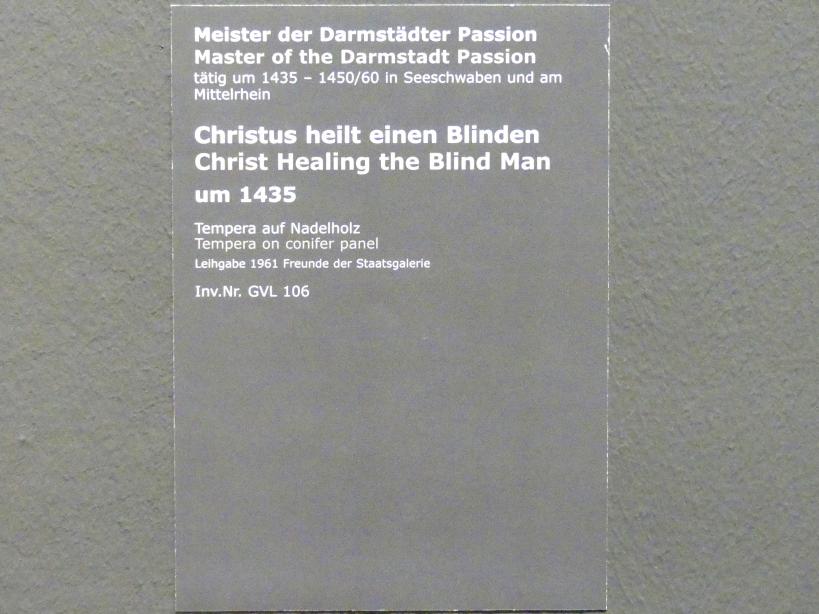 Meister der Darmstädter Passion
Master of the Darmstadt Passion
tätig um 1435 – 1450/60 in Seeschwaben und am
Mittelrhein
Christus heilt einen Blinden
Christ Healing the Blind Man
um 1435
Tempera auf Nadelholz
Tempera on conifer panel
Leihgabe 1961 Freunde der Staatsgalerie
Inv.Nr. GVL 106